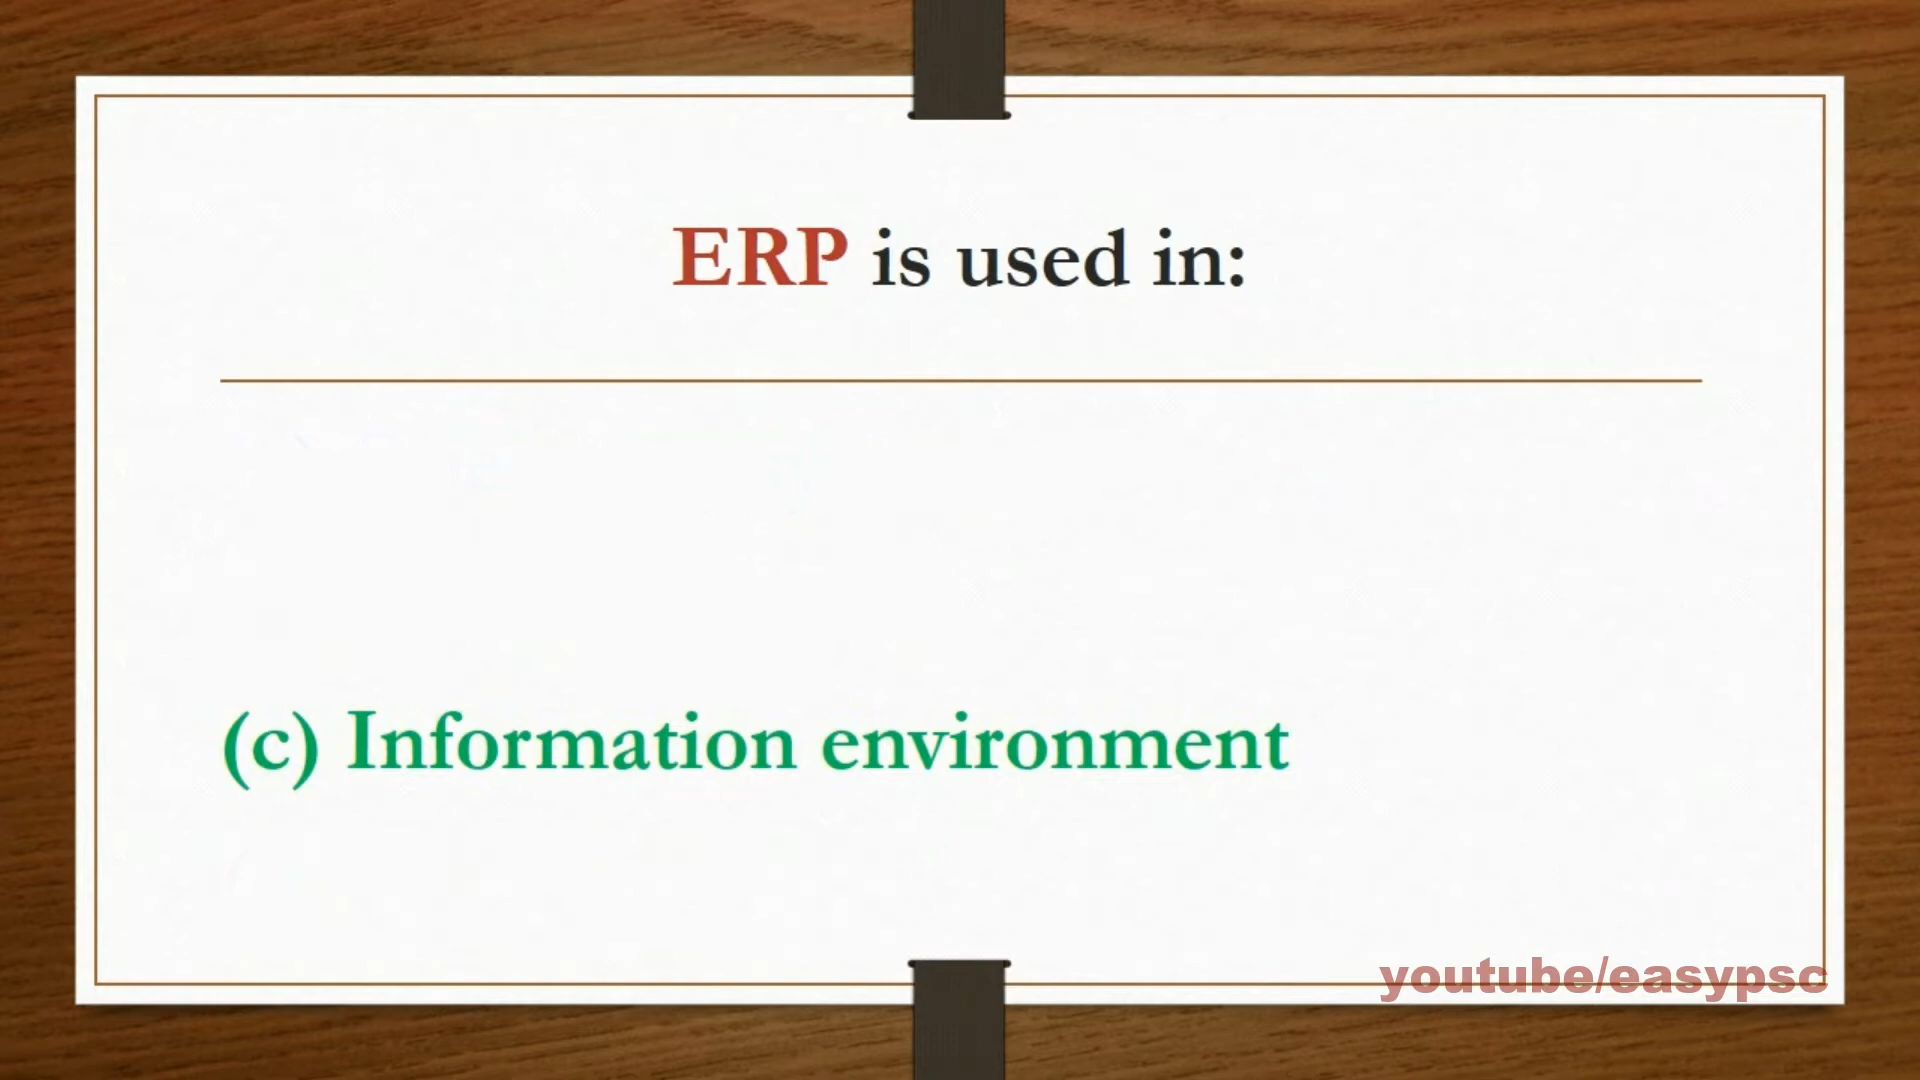 ERP is used in:
(c) Information environment
youtube/easypsc